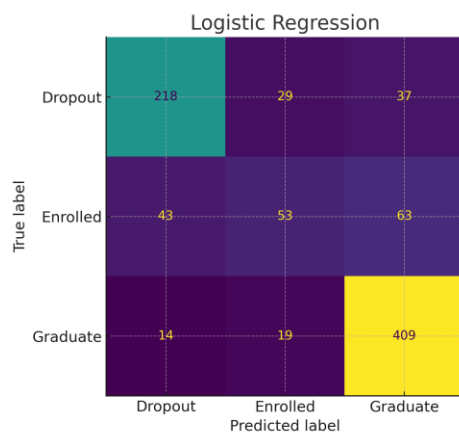 Logistic Regression
True label
Dropout
218 29 37
Enrolled
43 53 63
Graduate
14 19 409
Dropout Enrolled Graduate
Predicted label